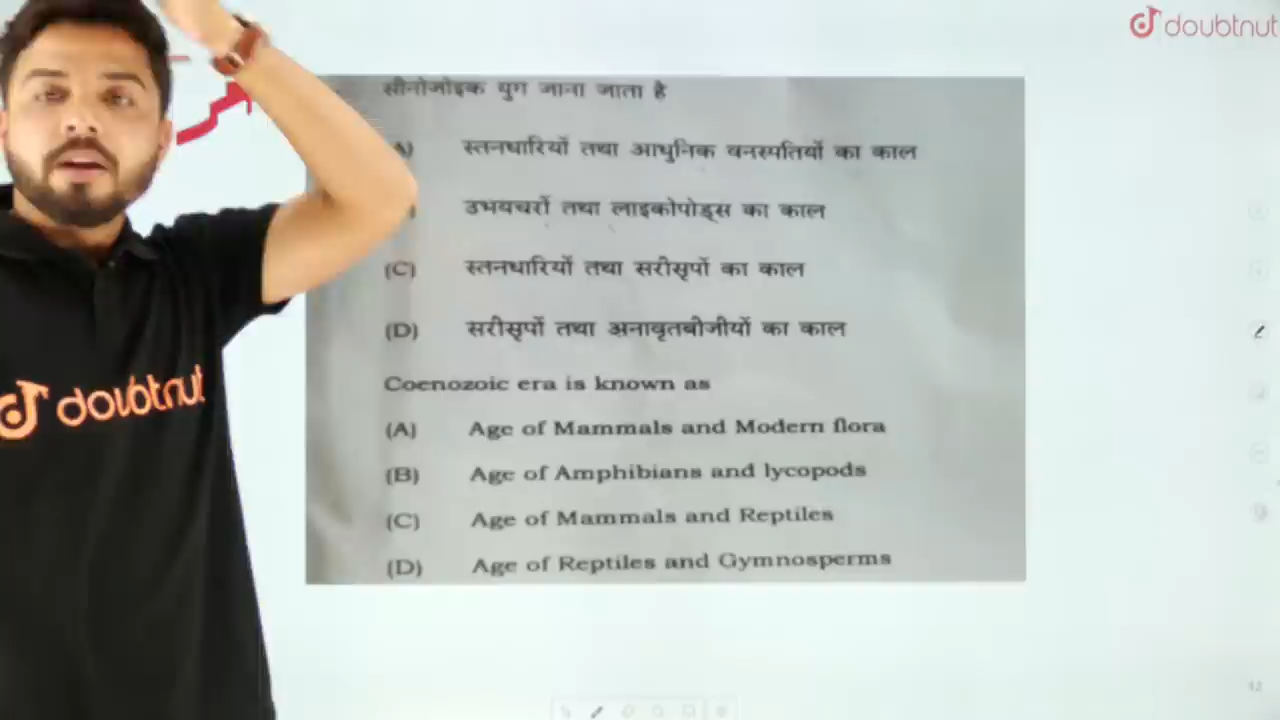 doubtnut
सीनोजोइक युग जाना जाता है
स्तनधारियों तथा आधुनिक वनस्पतियों का काल
उभयचरों तथा लाइकोपोड्स का काल
(C) स्तनधारियों तथा सरीसृपों का काल
(D) सरीसृपों तथा अनावृतबीजीयों का काल
Coenozoic era is known as
(A) Age of Mammals and Modern flora
(B) Age of Amphibians and lycopods
(C) Age of Mammals and Reptiles
(D) Age of Reptiles and Gymnosperms
doubtnut
12